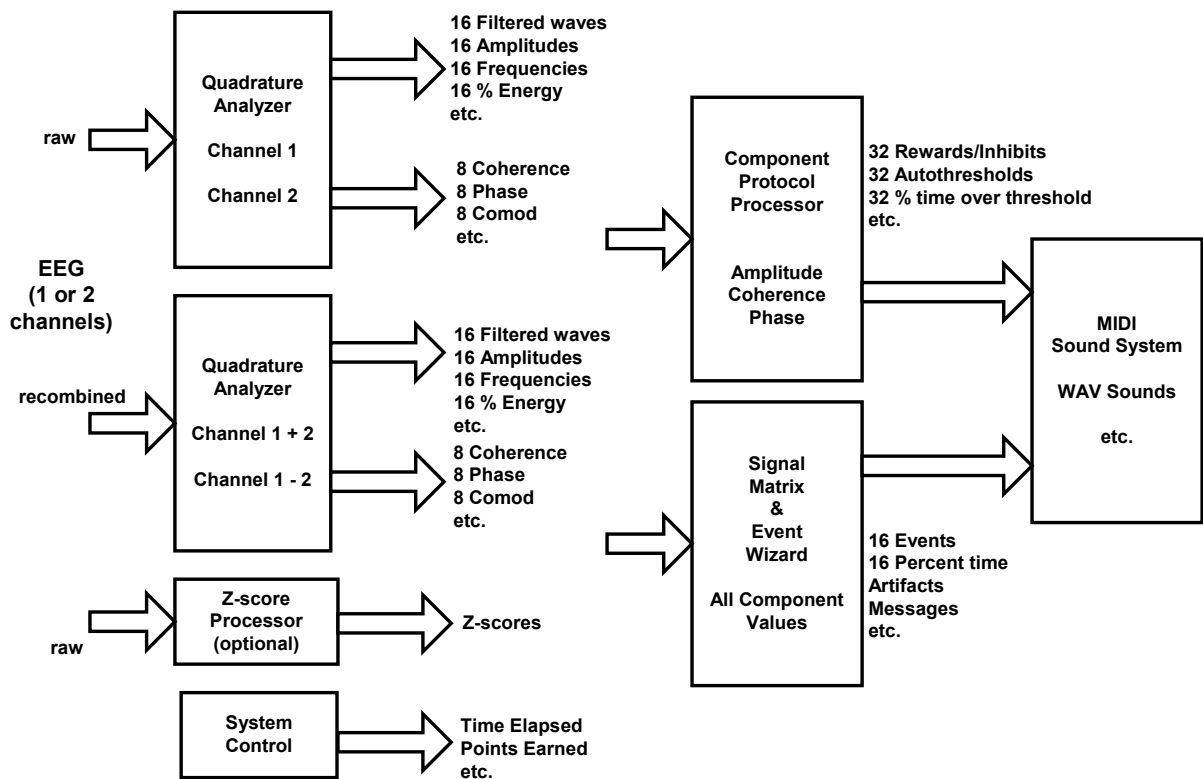 EEG
(1 or 2
channels)
raw
Quadrature
Analyzer
Channel 1
Channel 2
16 Filtered waves
16 Amplitudes
16 Frequencies
16 % Energy
etc.
8 Coherence
8 Phase
8 Comod
etc.
recombined
Quadrature
Analyzer
Channel 1 + 2
Channel 1 - 2
16 Filtered waves
16 Amplitudes
16 Frequencies
16 % Energy
etc.
8 Coherence
8 Phase
8 Comod
etc.
raw
Z-score
Processor
(optional)
Z-scores
System
Control
Time Elapsed
Points Earned
etc.
Component
Protocol
Processor
Amplitude
Coherence
Phase
32 Rewards/Inhibits
32 Autothresholds
32 % time over threshold
etc.
Signal
Matrix
&
Event
Wizard
All Component
Values
16 Events
16 Percent time
Artifacts
Messages
etc.
MIDI
Sound System
WAV Sounds
etc.